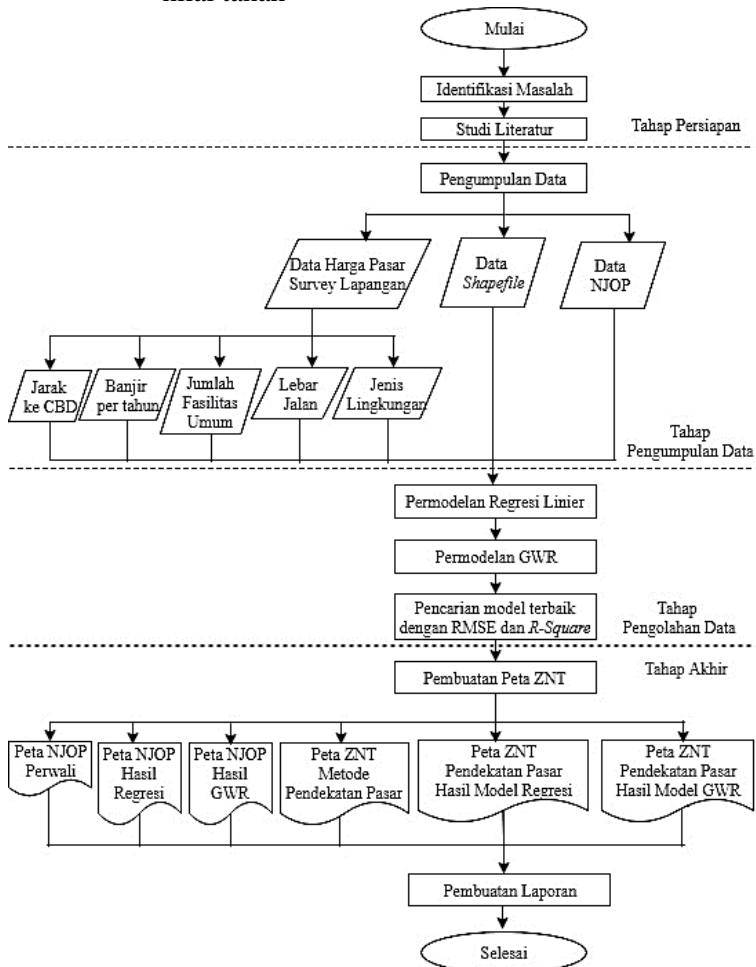 Mulai
Identifikasi Masalah
Studi Literatur
Tahap Persiapan
Pengumpulan Data
Data Harga Pasar
Survey Lapangan
Data
Shapefile
Data
NJOP
Jarak
ke CBD
Banjir
per tahun
Jumlah
Fasilitas
Umum
Lebar
Jalan
Jenis
Lingkungan
Tahap
Pengumpulan Data
Permodelan Regresi Linier
Permodelan GWR
Pencarian model terbaik
dengan RMSE dan R-Square
Tahap
Pengolahan Data
Tahap Akhir
Pembuatan Peta ZNT
Peta NJOP
Perwali
Peta NJOP
Hasil
Regresi
Peta NJOP
Hasil
GWR
Peta ZNT
Metode
Pendekatan Pasar
Peta ZNT
Pendekatan Pasar
Hasil Model Regresi
Peta ZNT
Pendekatan Pasar
Hasil Model GWR
Pembuatan Laporan
Selesai